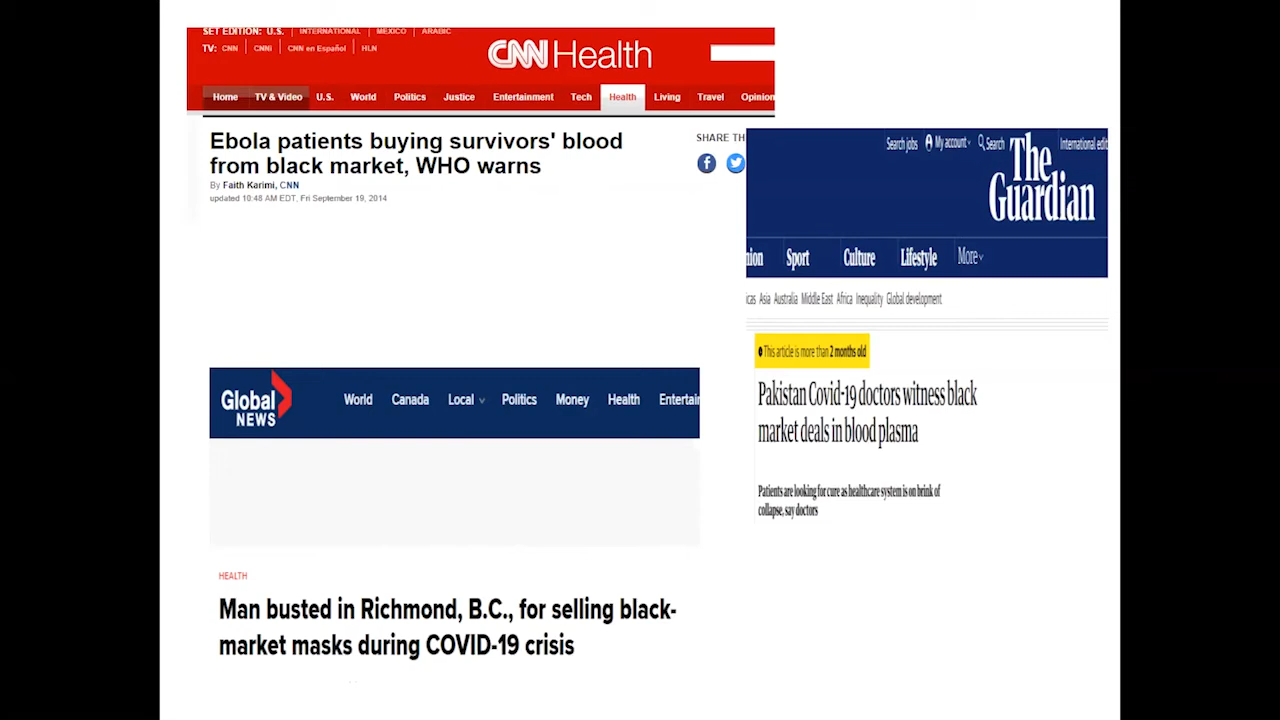 SET EDITION: U.S. INTERNATIONAL MÉXICO ARABIC
TV: CNN CNNi CNN en Español HLN
CNN Health
Home TV & Video U.S. World Politics Justice Entertainment Tech Health Living Travel Opinion
Ebola patients buying survivors' blood
from black market, WHO warns
By Faith Karimi, CNN
updated 10:48 AM EDT, Fri September 19, 2014
SHARE TH
Search jobs My account Search International edit
The
Guardian
nion Sport Culture Lifestyle More
icas Asia Australia Middle East Africa Inequality Global development
This article is more than 2 months old
Pakistan Covid-19 doctors witness black
market deals in blood plasma
Patients are looking for cure as healthcare system is on brink of
collapse, say doctors
Global
NEWS
World Canada Local Politics Money Health Entertain
HEALTH
Man busted in Richmond, B.C., for selling black-
market masks during COVID-19 crisis